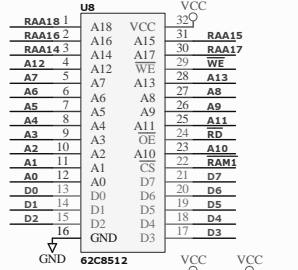 U8 VCC
RAA18 1 A18 VCC 32
RAA16 2 A16 A15 31 RAA15
RAA14 3 A14 A17 30 RAA17
A12 4 A12 WE 29 WE
A7 5 A7 A13 28 A13
A6 6 A6 A8 27 A8
A5 7 A5 A9 26 A9
A4 8 A4 A11 25 A11
A3 9 A3 OE 24 RD
A2 10 A2 A10 23 A10
A1 11 A1 CS 22 RAM1
A0 12 A0 D7 21 D7
D0 13 D0 D6 20 D6
D1 14 D1 D5 19 D5
D2 15 D2 D4 18 D4
16 GND D3 17 D3
GND 62C8512 VCC VCC